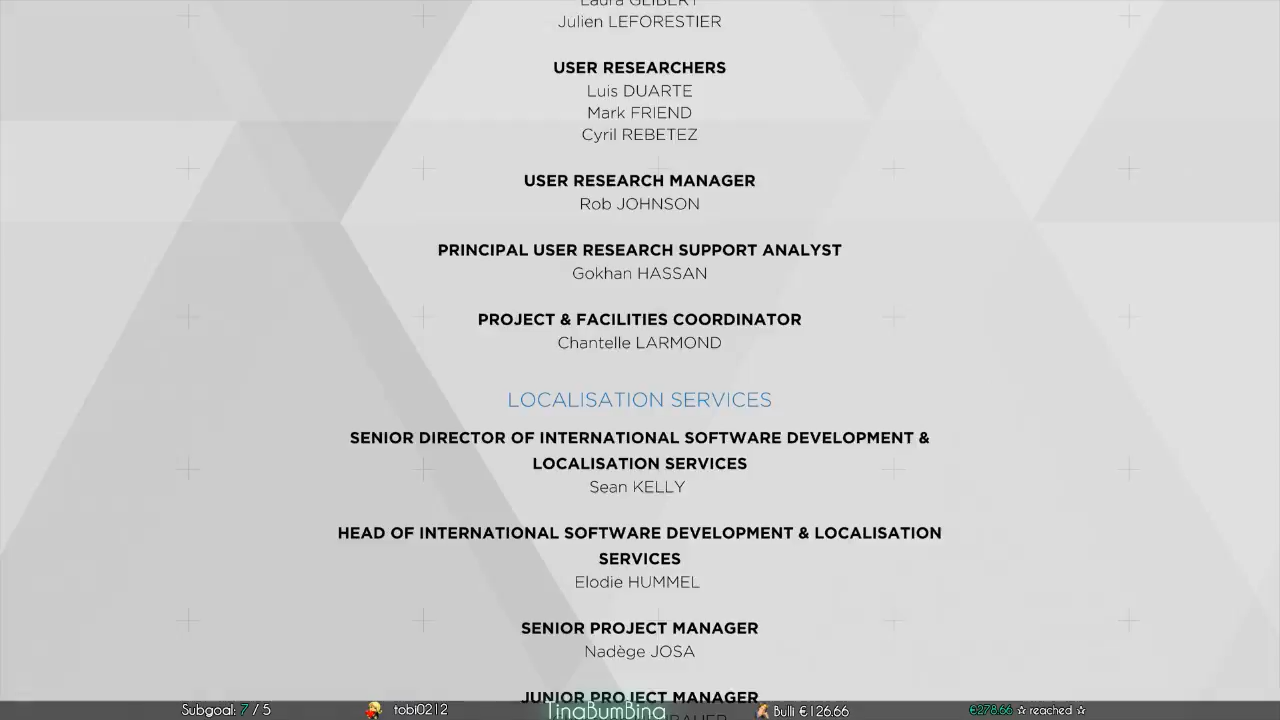 Laura GLIBERT
Julien LEFORESTIER
USER RESEARCHERS
Luis DUARTE
Mark FRIEND
Cyril REBETEZ
USER RESEARCH MANAGER
Rob JOHNSON
PRINCIPAL USER RESEARCH SUPPORT ANALYST
Gokhan HASSAN
PROJECT & FACILITIES COORDINATOR
Chantelle LARMOND
LOCALISATION SERVICES
SENIOR DIRECTOR OF INTERNATIONAL SOFTWARE DEVELOPMENT &
LOCALISATION SERVICES
Sean KELLY
HEAD OF INTERNATIONAL SOFTWARE DEVELOPMENT & LOCALISATION
SERVICES
Elodie HUMMEL
SENIOR PROJECT MANAGER
Nadège JOSA
JUNIOR PROJECT MANAGER
Subgoal: 7 / 5
tobi0212
TinaBumBina
Bulli €126.66
€278.66 ☆ reached ☆